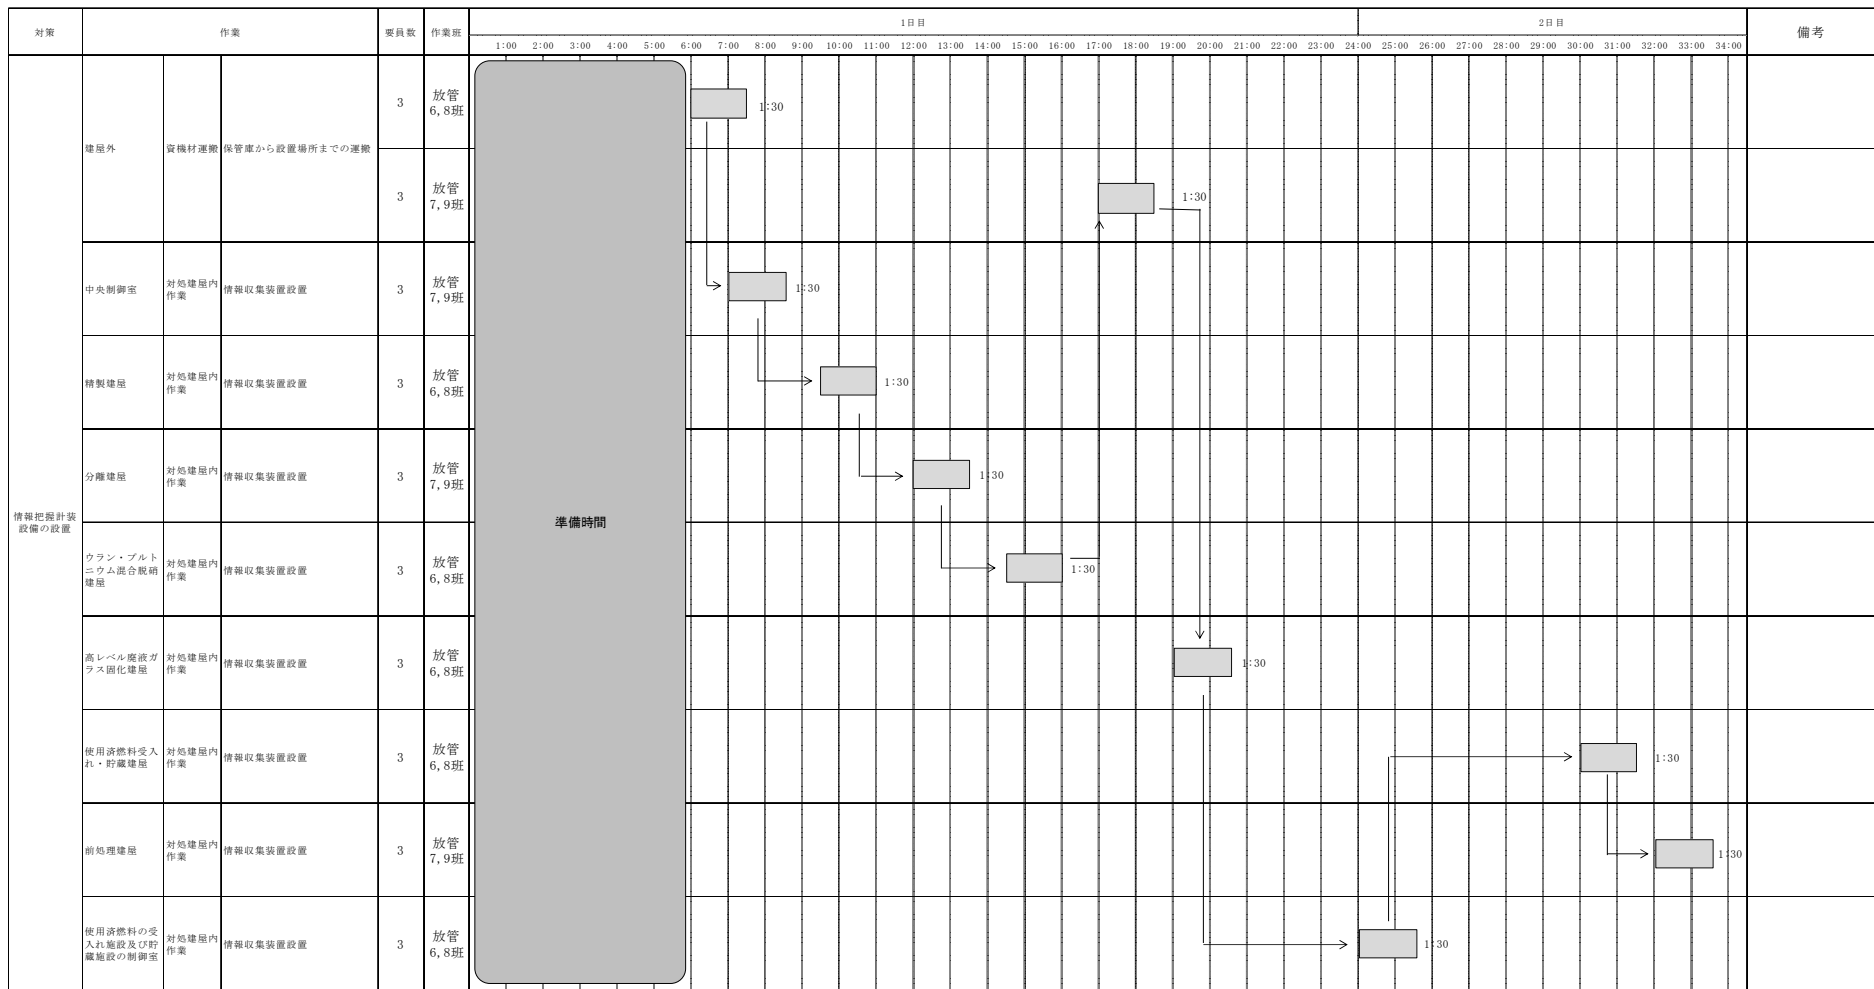 対策
作業
要員数
作業班
1日目
2日目
備考
1:00 2:00 3:00 4:00 5:00 6:00 7:00 8:00 9:00 10:00 11:00 12:00 13:00 14:00 15:00 16:00 17:00 18:00 19:00 20:00 21:00 22:00 23:00 24:00 25:00 26:00 27:00 28:00 29:00 30:00 31:00 32:00 33:00 34:00
情報把握計装
設備の設置
準備時間
建屋外
資機材運搬
保管庫から設置場所までの運搬
3
放管
6,8班
1:30
3
放管
7,9班
1:30
中央制御室
対処建屋内
作業
情報収集装置設置
3
放管
7,9班
1:30
精製建屋
対処建屋内
作業
情報収集装置設置
3
放管
6,8班
1:30
分離建屋
対処建屋内
作業
情報収集装置設置
3
放管
7,9班
1:30
ウラン・プルト
ニウム混合脱硝
建屋
対処建屋内
作業
情報収集装置設置
3
放管
6,8班
1:30
高レベル廃液ガ
ラス固化建屋
対処建屋内
作業
情報収集装置設置
3
放管
6,8班
1:30
使用済燃料受入
れ・貯蔵建屋
対処建屋内
作業
情報収集装置設置
3
放管
6,8班
1:30
前処理建屋
対処建屋内
作業
情報収集装置設置
3
放管
7,9班
1:30
使用済燃料の受
入れ施設及び貯
蔵施設の制御室
対処建屋内
作業
情報収集装置設置
3
放管
6,8班
1:30